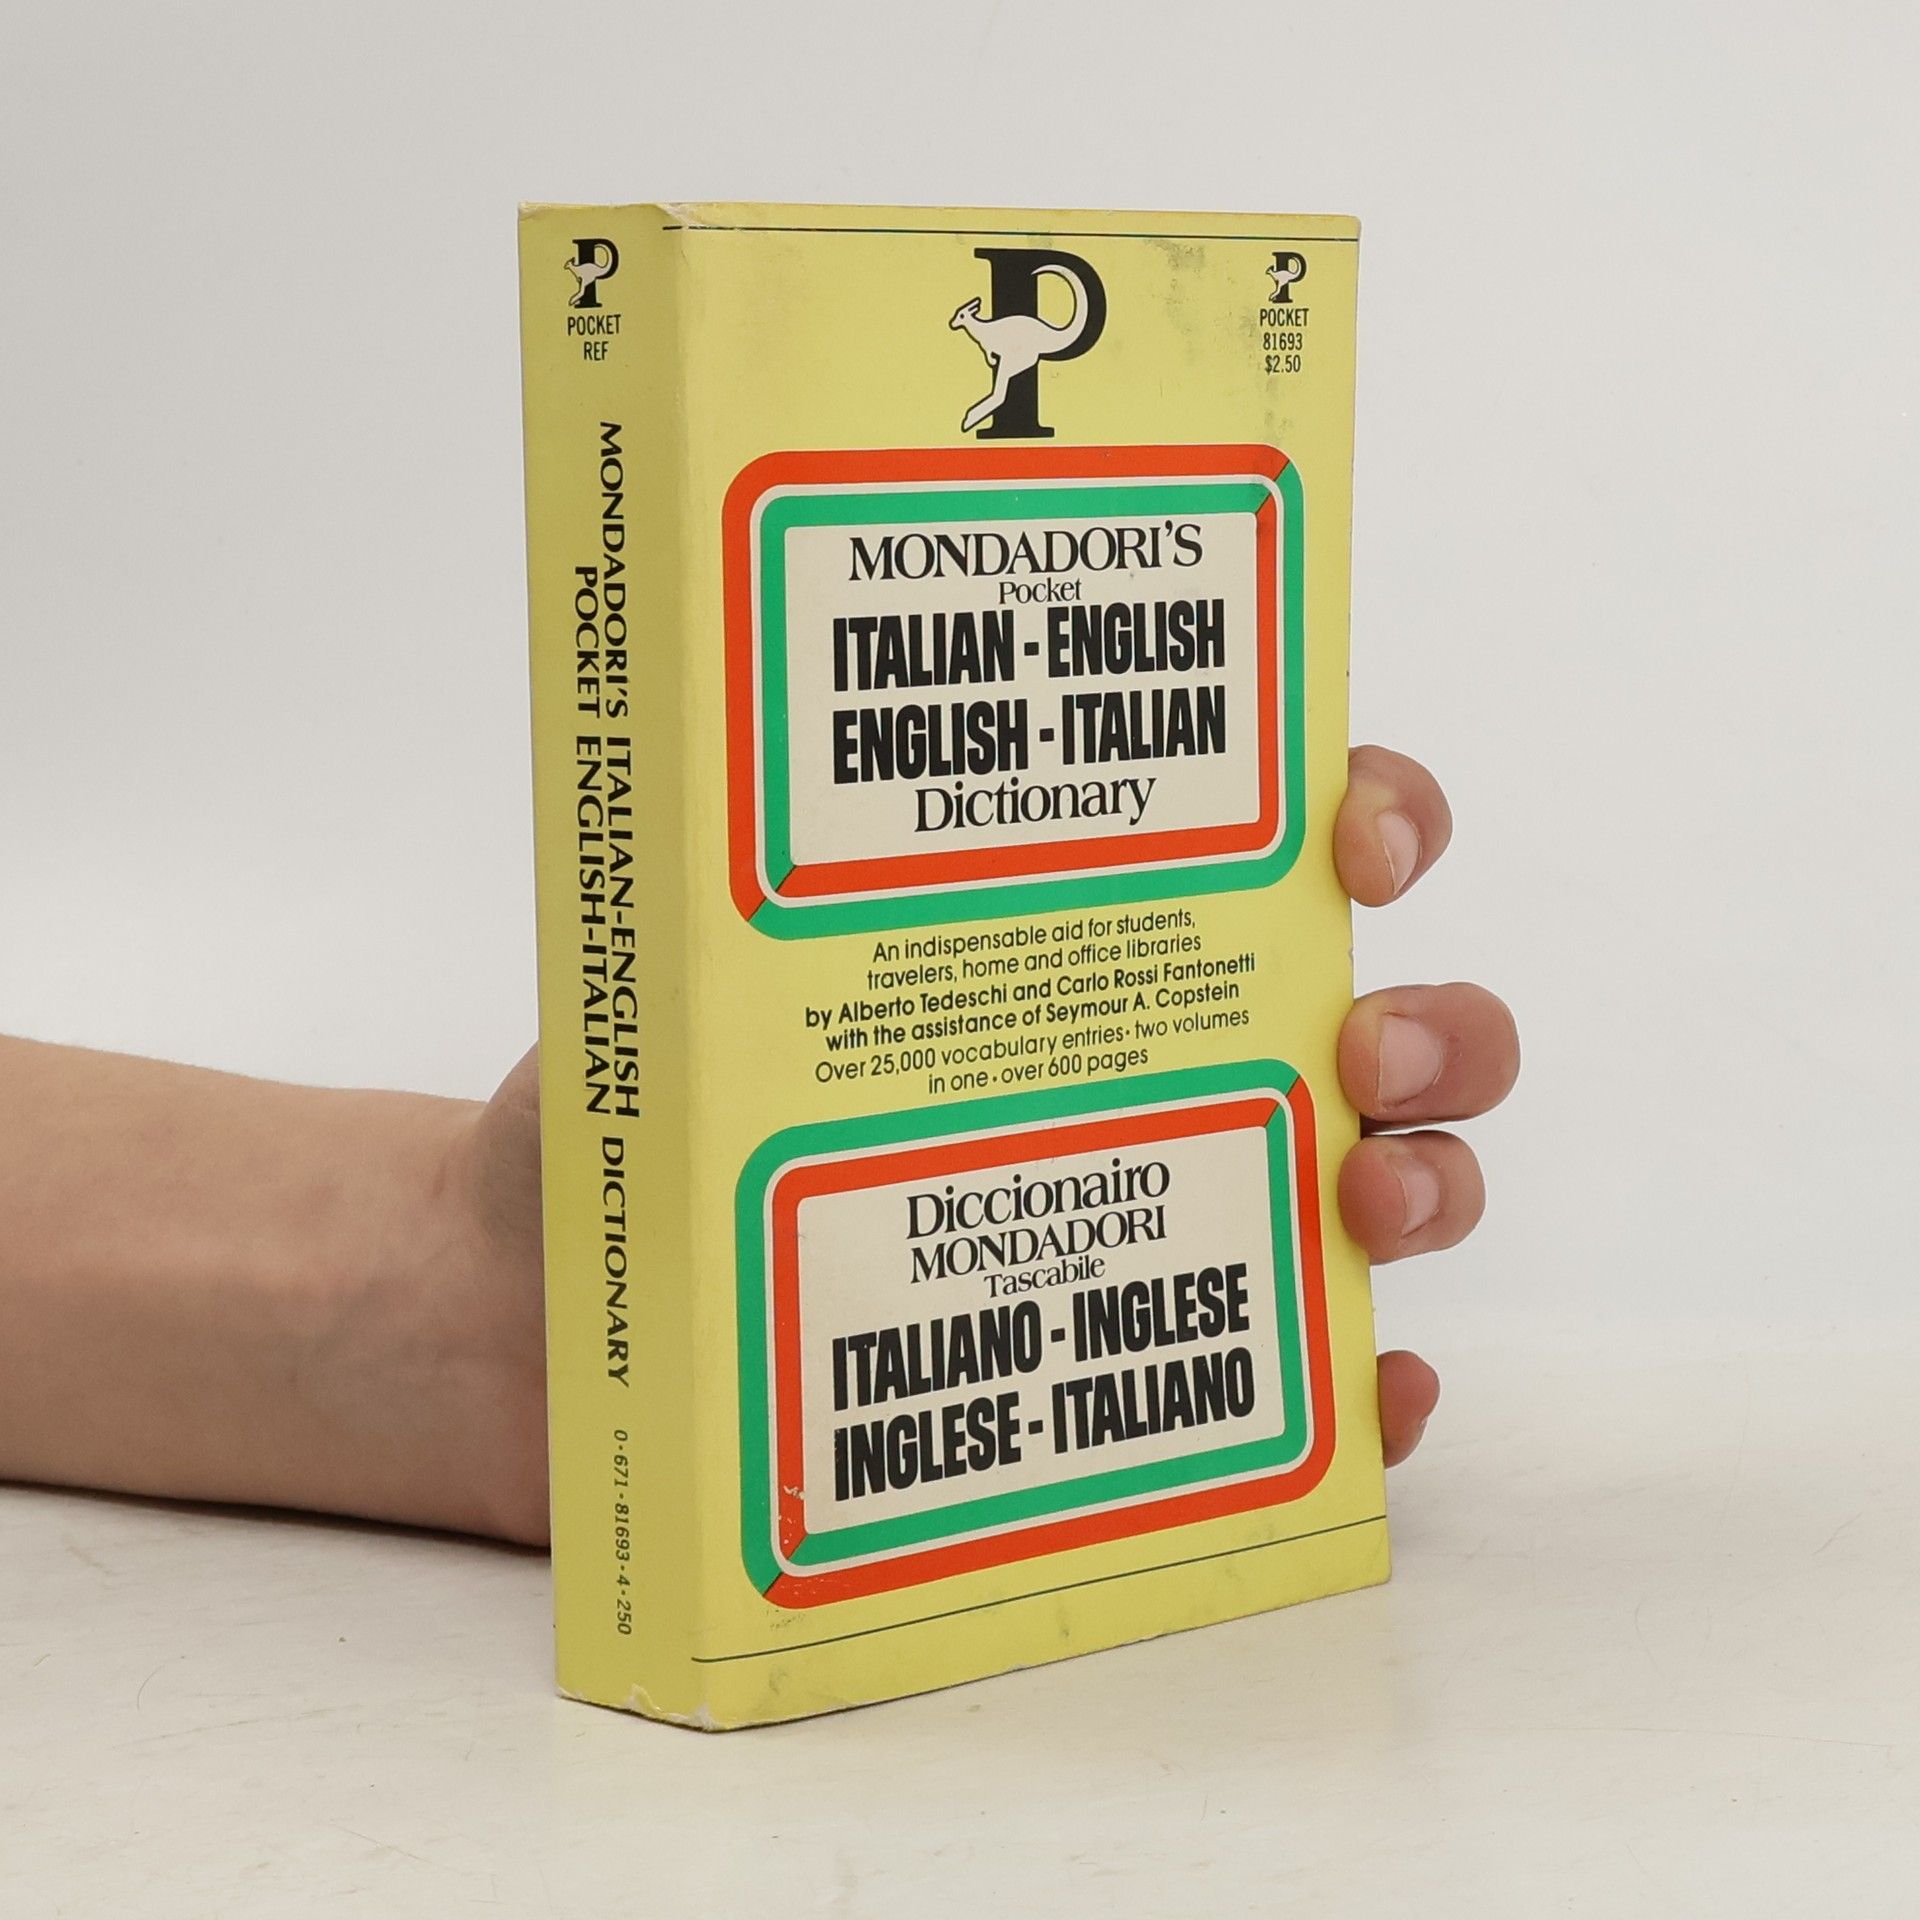 P
POCKET
REF
MONDADORI'S ITALIAN-ENGLISH
POCKET ENGLISH-ITALIAN
DICTIONARY
0·671·81693·4·250
P
P
POCKET
81693
$2.50
MONDADORI'S
Pocket
ITALIAN-ENGLISH
ENGLISH-ITALIAN
Dictionary
An indispensable aid for students,
travelers, home and office libraries
by Alberto Tedeschi and Carlo Rossi Fantonetti
with the assistance of Seymour A. Copstein
Over 25,000 vocabulary entries• two volumes
in one • over 600 pages
Diccionairo
MONDADORI
Tascabile
ITALIANO-INGLESE
INGLESE-ITALIANO